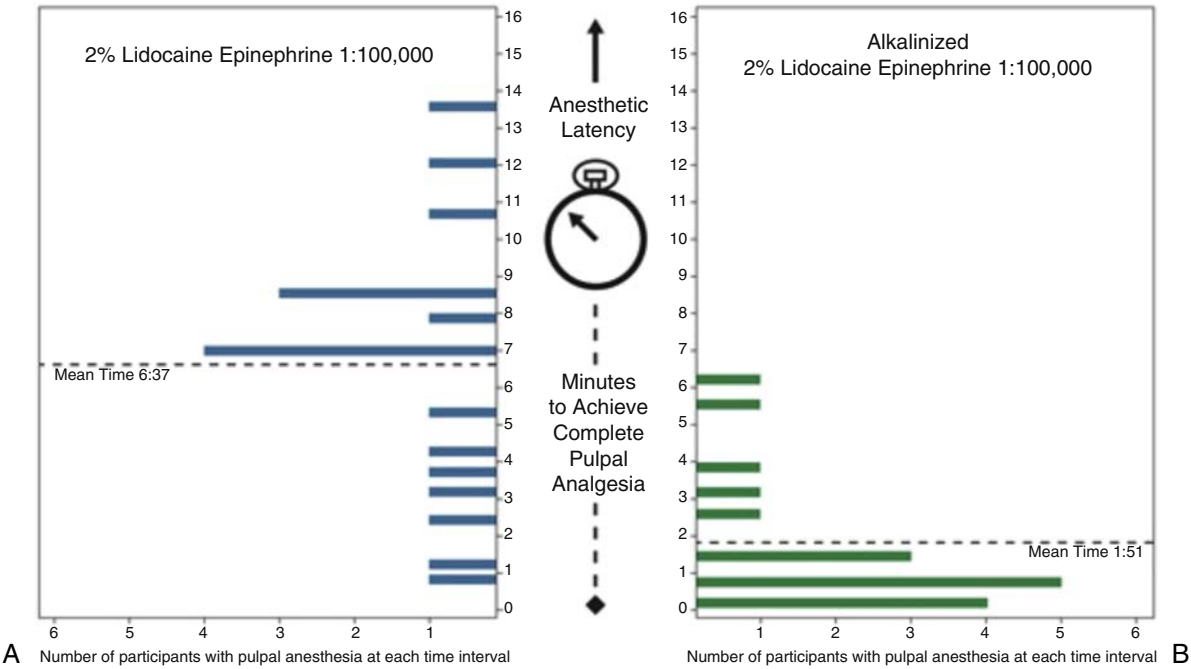 2% Lidocaine Epinephrine 1:100,000
16
15
14
13
12
11
10
9
8
7
6
5
4
3
2
1
0
Mean Time 6:37
6 5 4 3 2 1
A Number of participants with pulpal anesthesia at each time interval
Anesthetic
Latency
Minutes
to Achieve
Complete
Pulpal
Analgesia
Alkalinized
2% Lidocaine Epinephrine 1:100,000
16
15
14
13
12
11
10
9
8
7
6
5
4
3
2
1
0
Mean Time 1:51
1 2 3 4 5 6
Number of participants with pulpal anesthesia at each time interval B